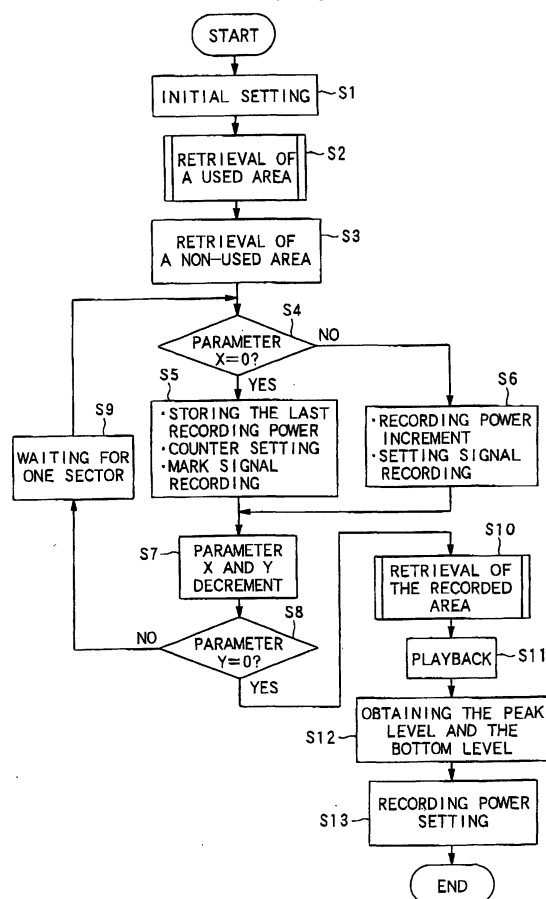 START
INITIAL SETTING
S1
RETRIEVAL OF
A USED AREA
S2
RETRIEVAL OF
A NON-USED AREA
S3
S4
PARAMETER
X=0?
NO
YES
S5
·STORING THE LAST
RECORDING POWER
·COUNTER SETTING
·MARK SIGNAL
RECORDING
S6
·RECORDING POWER
INCREMENT
·SETTING SIGNAL
RECORDING
S9
WAITING FOR
ONE SECTOR
S7
PARAMETER
X AND Y
DECREMENT
S8
PARAMETER
Y=0?
NO
YES
S10
RETRIEVAL OF
THE RECORDED
AREA
PLAYBACK
S11
OBTAINING THE PEAK
LEVEL AND THE
BOTTOM LEVEL
S12
RECORDING POWER
SETTING
S13
END